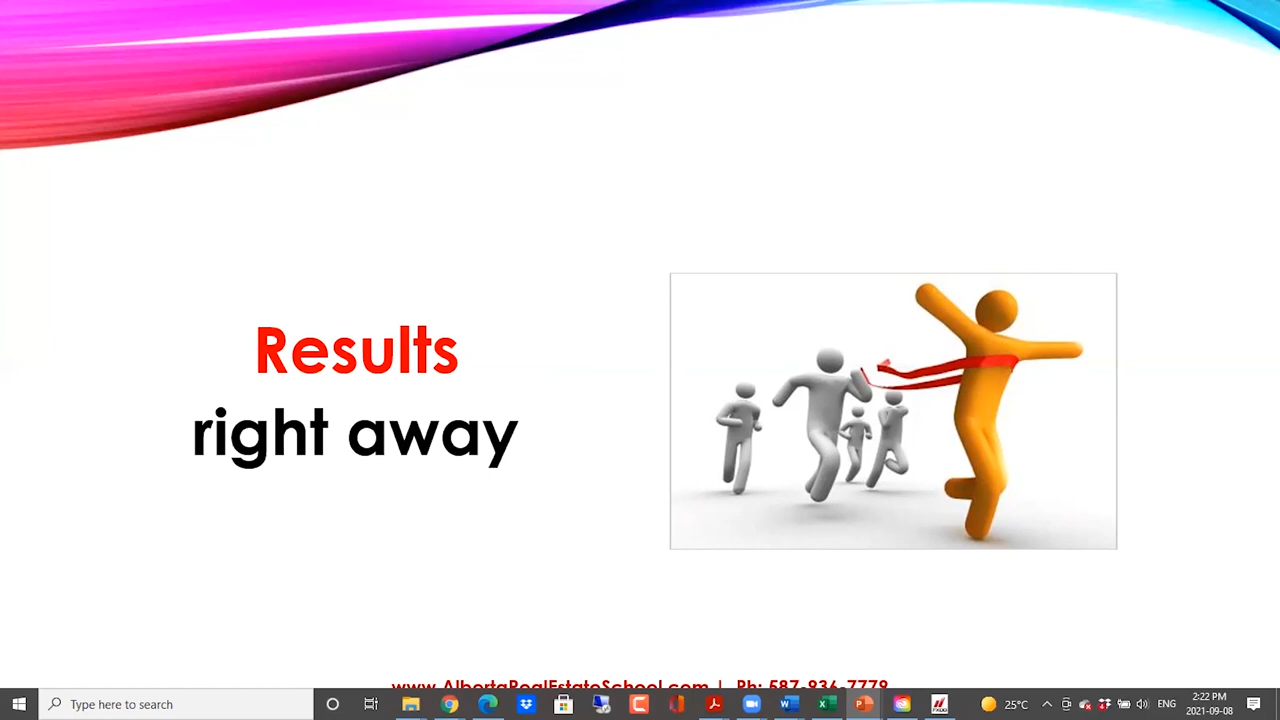 Results
right away
www.AlbertaRealEstateSchool.com | Ph: 587-936-7779
Type here to search
25°C
ENG
2:22 PM
2021-09-08